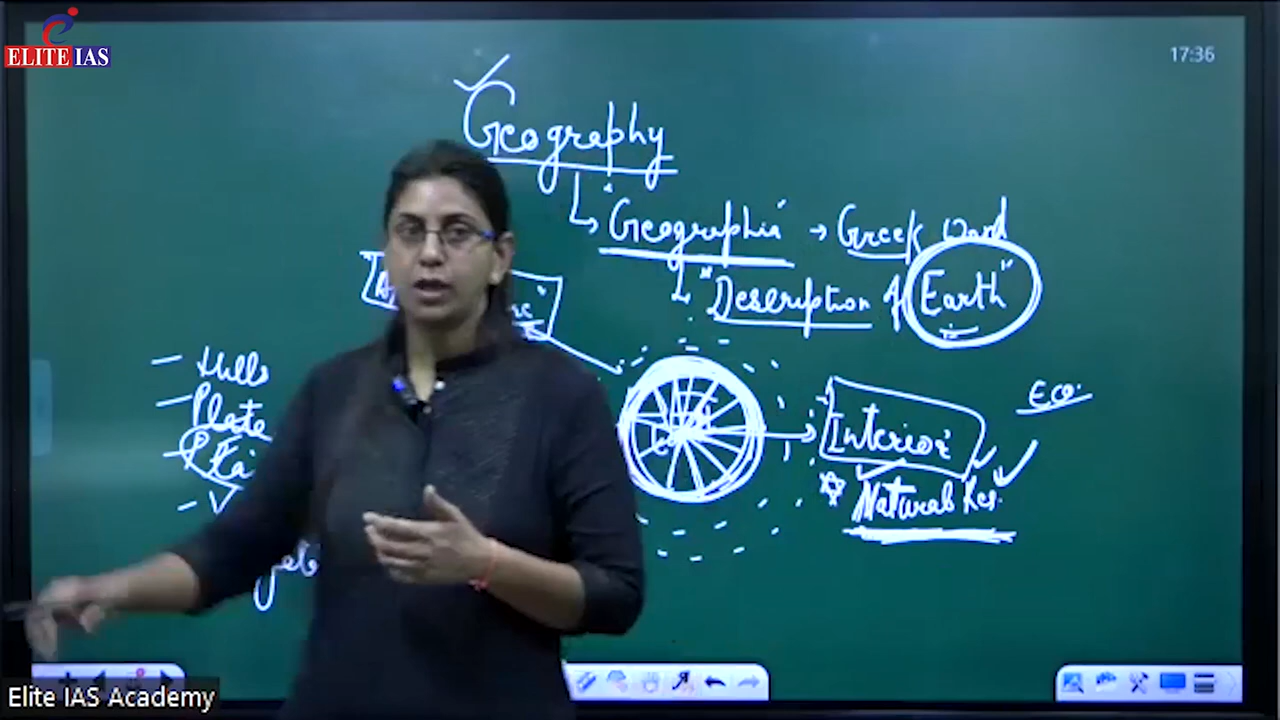 ELITE IAS
17:36
Geography
"Geographia" → Greek Word
"Description of Earth"
Hills
Interior
Eco.
Natural Res.
Elite IAS Academy